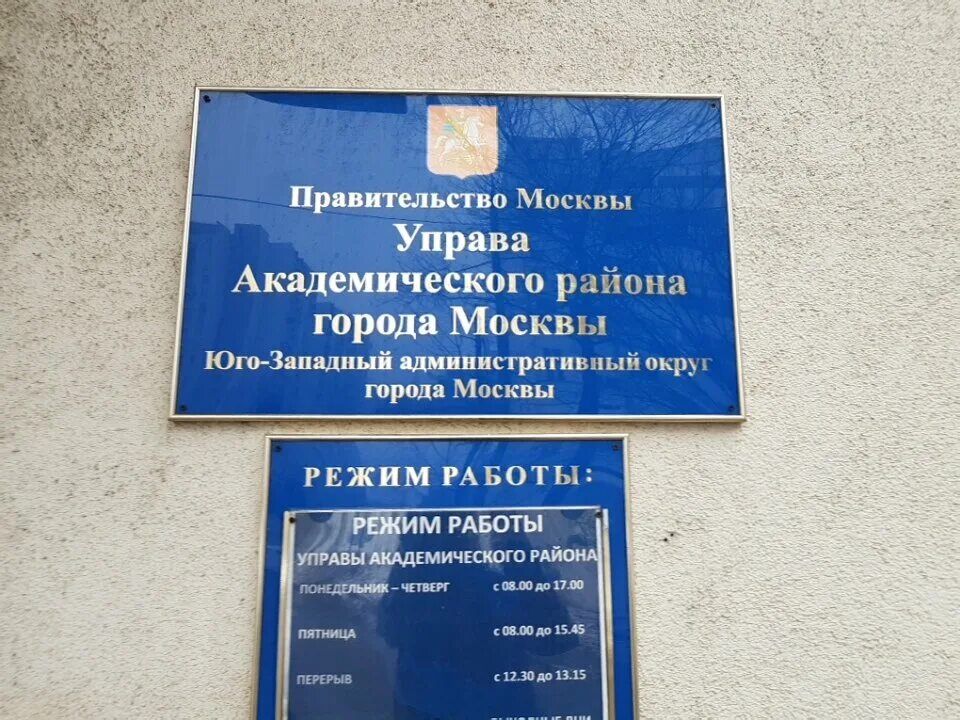 Правительство Москвы
Управа
Академического района
города Москвы
Юго-Западный административный округ
города Москвы
РЕЖИМ РАБОТЫ:
РЕЖИМ РАБОТЫ
УПРАВЫ АКАДЕМИЧЕСКОГО РАЙОНА
ПОНЕДЕЛЬНИК – ЧЕТВЕРГ с 08.00 до 17.00
ПЯТНИЦА с 08.00 до 15.45
ПЕРЕРЫВ с 12.30 до 13.15
ВЫХОДНЫЕ ДНИ